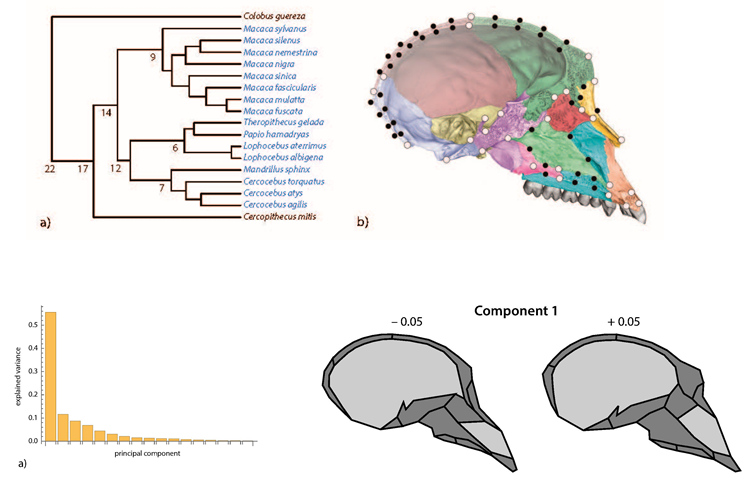 Colobus guereza
Macaca sylvanus
Macaca silenus
Macaca nemestrina
9
Macaca nigra
Macaca sinica
Macaca fascicularis
Macaca mulatta
14
Macaca fuscata
Theropithecus gelada
Papio hamadryas
6
Lophocebus aterrimus
22
17
12
Lophocebus albigena
Mandrillus sphinx
7
Cercocebus torquatus
Cercocebus atys
Cercocebus agilis
a)
Cercopithecus mitis
b)
Component 1
– 0.05
+ 0.05
explained variance
0.5
0.4
0.3
0.2
0.1
0.0
principal component
a)